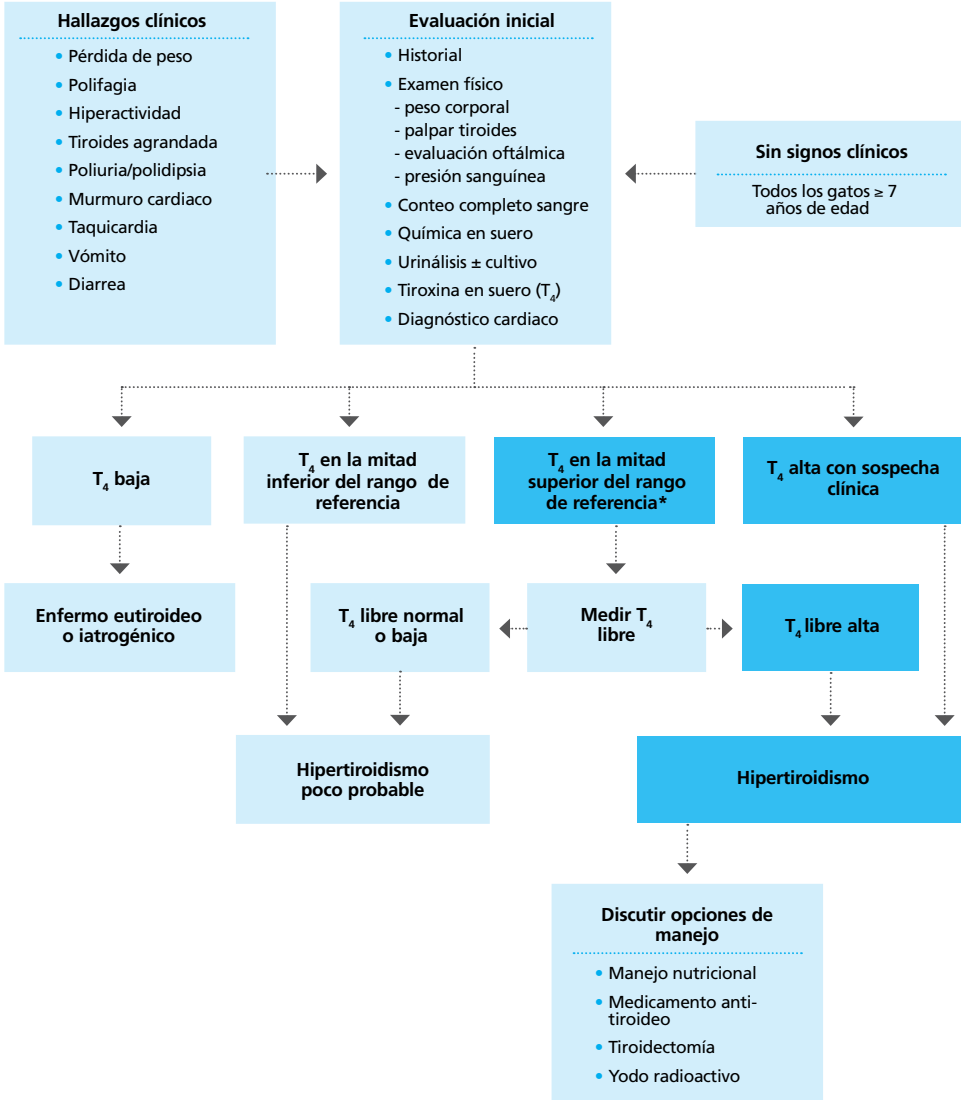 Hallazgos clínicos
• Pérdida de peso
• Polifagia
• Hiperactividad
• Tiroides agrandada
• Poliuria/polidipsia
• Murmuro cardiaco
• Taquicardia
• Vómito
• Diarrea
Evaluación inicial
• Historial
• Examen físico
- peso corporal
- palpar tiroides
- evaluación oftálmica
- presión sanguínea
• Conteo completo sangre
• Química en suero
• Urinálisis ± cultivo
• Tiroxina en suero (T₄)
• Diagnóstico cardiaco
Sin signos clínicos
Todos los gatos ≥ 7
años de edad
T₄ baja
T₄ en la mitad
inferior del rango de
referencia
T₄ en la mitad
superior del rango
de referencia*
T₄ alta con sospecha
clínica
Enfermo eutiroideo
o iatrogénico
T₄ libre normal
o baja
Medir T₄
libre
T₄ libre alta
Hipertiroidismo
poco probable
Hipertiroidismo
Discutir opciones de
manejo
• Manejo nutricional
• Medicamento anti-
tiroideo
• Tiroidectomía
• Yodo radioactivo